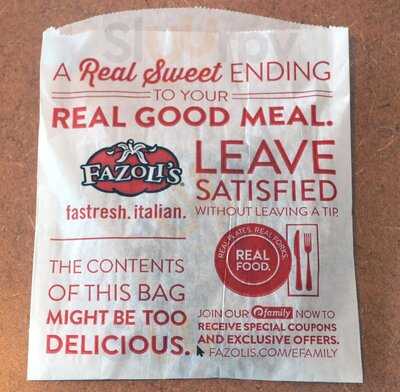 A Real Sweet ENDING
TO YOUR
REAL GOOD MEAL.
FAZOLI'S
fastresh. italian.
LEAVE
SATISFIED
WITHOUT LEAVING A TIP.
REAL PLATES. REAL FORKS.
REAL
FOOD.
THE CONTENTS
OF THIS BAG
MIGHT BE TOO
DELICIOUS.
JOIN OUR efamily NOW TO
RECEIVE SPECIAL COUPONS
AND EXCLUSIVE OFFERS.
FAZOLIS.COM/EFAMILY